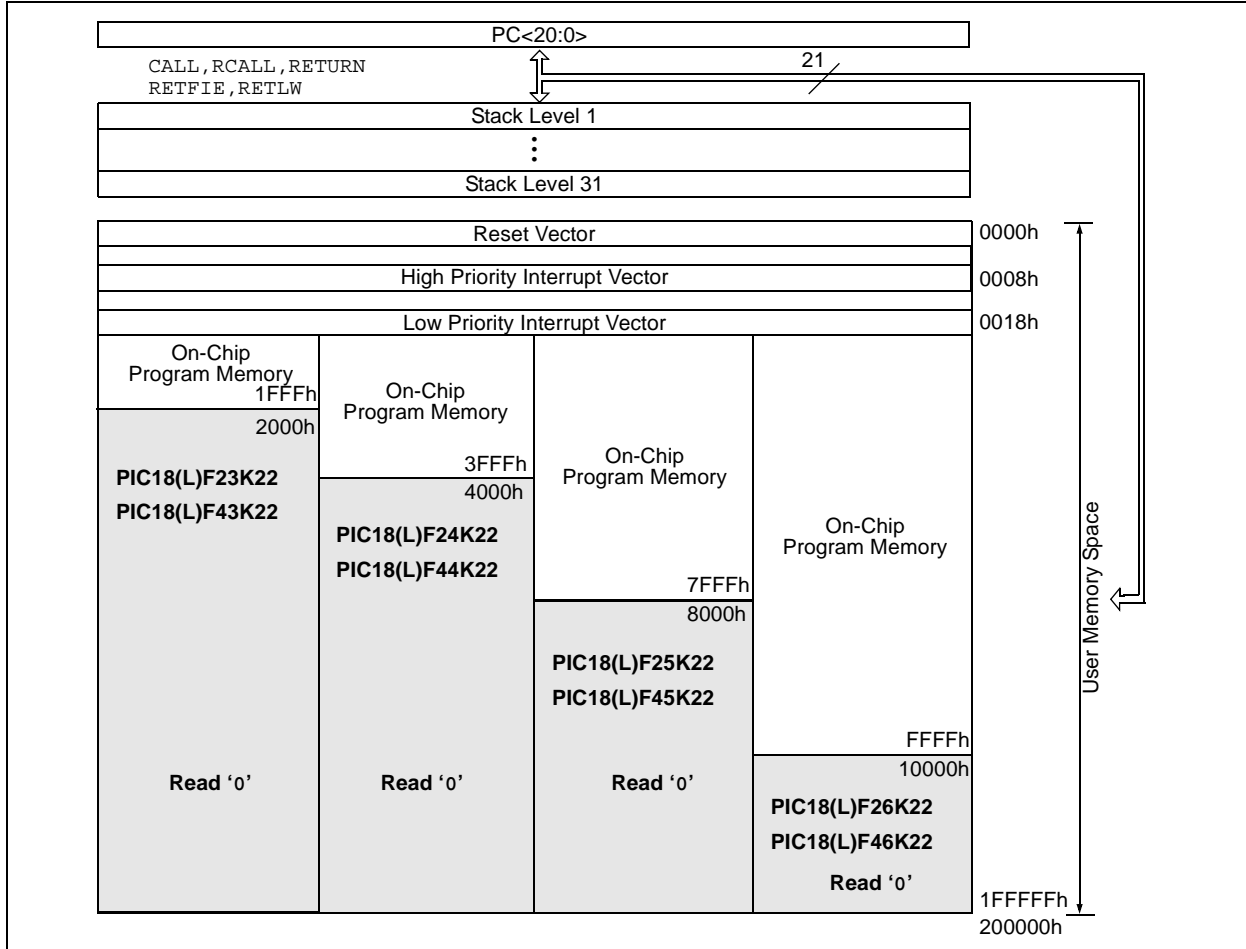 PC<20:0>
CALL,RCALL,RETURN
RETFIE,RETLW
21
Stack Level 1
Stack Level 31
Reset Vector
0000h
High Priority Interrupt Vector
0008h
Low Priority Interrupt Vector
0018h
On-Chip
Program Memory
1FFFh
2000h
PIC18(L)F23K22
PIC18(L)F43K22
Read ‘0’
On-Chip
Program Memory
3FFFh
4000h
PIC18(L)F24K22
PIC18(L)F44K22
Read ‘0’
On-Chip
Program Memory
7FFFh
8000h
PIC18(L)F25K22
PIC18(L)F45K22
Read ‘0’
On-Chip
Program Memory
FFFFh
10000h
PIC18(L)F26K22
PIC18(L)F46K22
Read ‘0’
1FFFFFh
200000h
User Memory Space